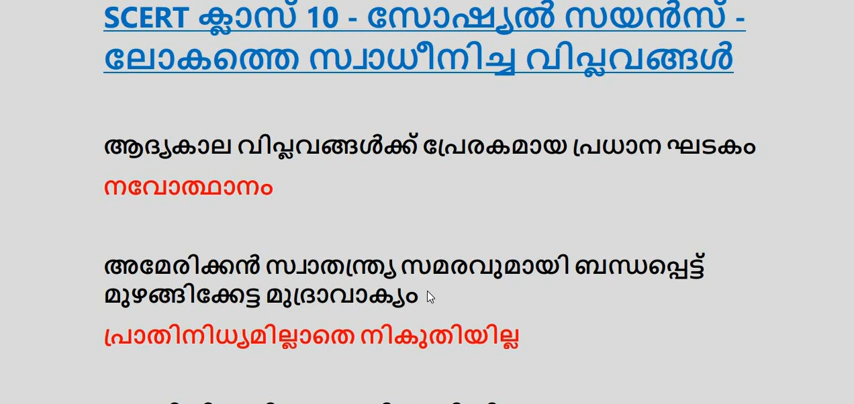 SCERT ക്ലാസ് 10 - സോഷ്യൽ സയൻസ് -
ലോകത്തെ സ്വാധീനിച്ച വിപ്ലവങ്ങൾ
ആദ്യകാല വിപ്ലവങ്ങൾക്ക് പ്രേരകമായ പ്രധാന ഘടകം
നവോത്ഥാനം
അമേരിക്കൻ സ്വാതന്ത്ര്യ സമരവുമായി ബന്ധപ്പെട്ട്
മുഴങ്ങിക്കേട്ട മുദ്രാവാക്യം
പ്രാതിനിധ്യമില്ലാതെ നികുതിയില്ല